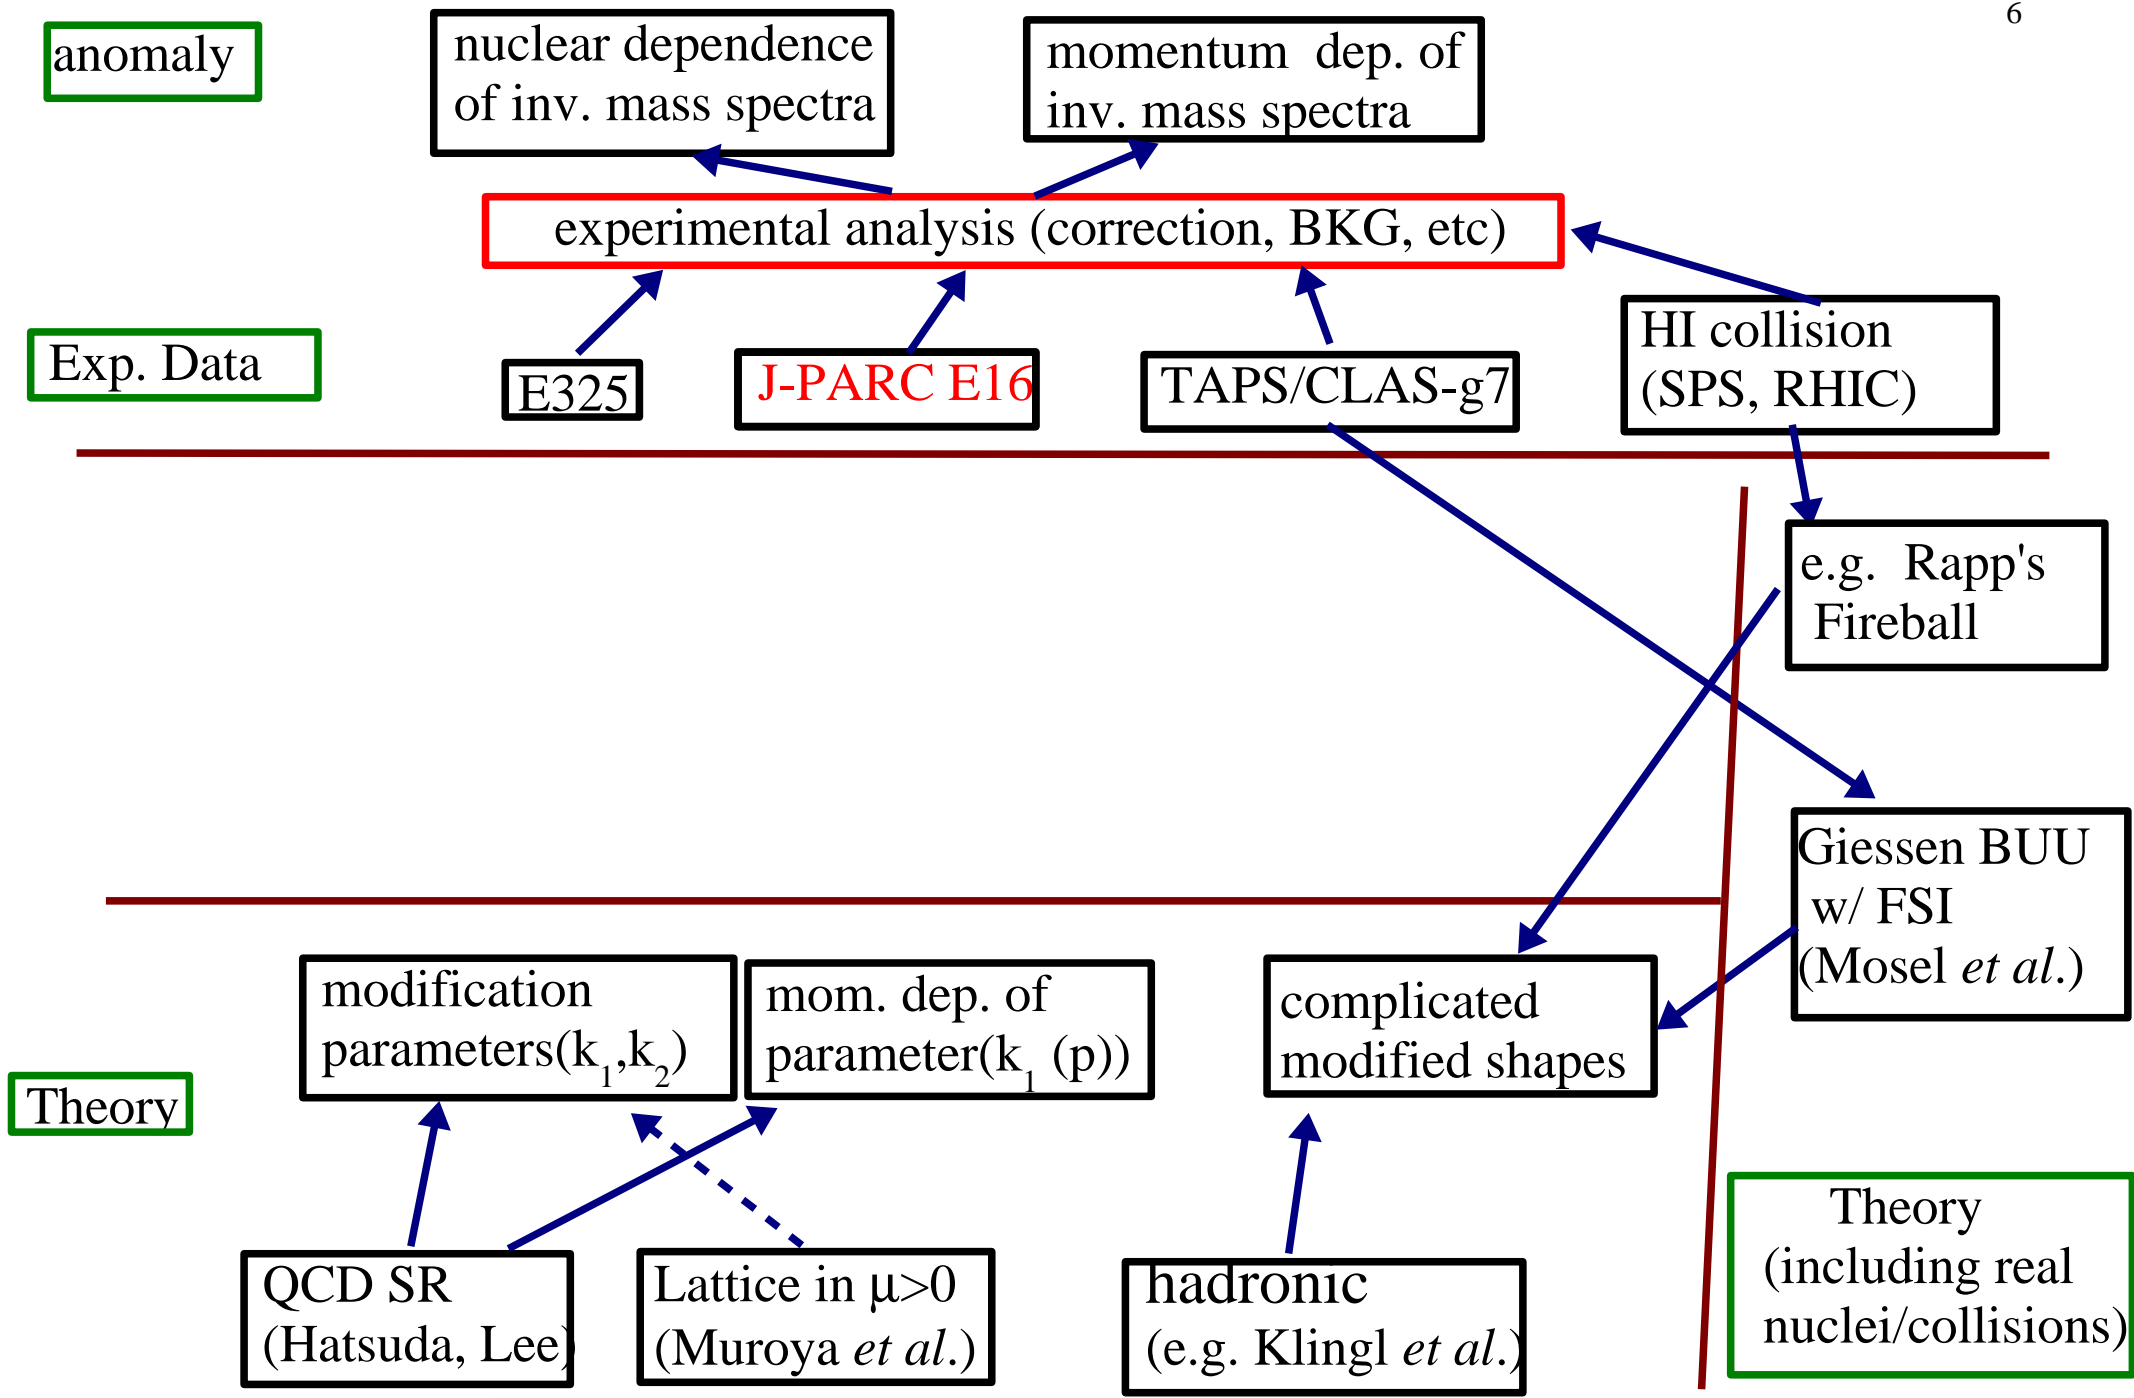 6
anomaly
nuclear dependence
of inv. mass spectra
momentum dep. of
inv. mass spectra
experimental analysis (correction, BKG, etc)
Exp. Data
E325
J-PARC E16
TAPS/CLAS-g7
HI collision
(SPS, RHIC)
e.g. Rapp's
Fireball
Giessen BUU
w/ FSI
(Mosel et al.)
modification
parameters(k₁,k₂)
mom. dep. of
parameter(k₁ (p))
complicated
modified shapes
Theory
QCD SR
(Hatsuda, Lee)
Lattice in μ>0
(Muroya et al.)
hadronic
(e.g. Klingl et al.)
Theory
(including real
nuclei/collisions)